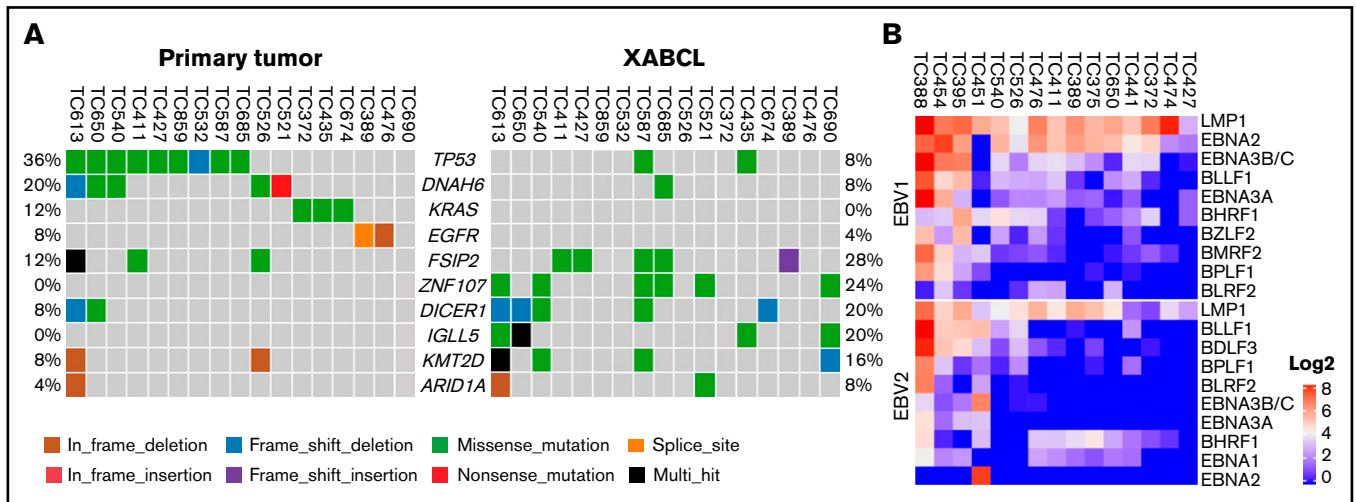 A
Primary tumor
XABCL
TC613 TC650 TC540 TC411 TC427 TC859 TC532 TC587 TC685 TC526 TC521 TC372 TC435 TC674 TC389 TC476 TC690
TC613 TC650 TC540 TC411 TC427 TC859 TC532 TC587 TC685 TC526 TC521 TC372 TC435 TC674 TC389 TC476 TC690
36% TP53 8%
20% DNAH6 8%
12% KRAS 0%
8% EGFR 4%
12% FSIP2 28%
0% ZNF107 24%
8% DICER1 20%
0% IGLL5 20%
8% KMT2D 16%
4% ARID1A 8%
In_frame_deletion Frame_shift_deletion Missense_mutation Splice_site
In_frame_insertion Frame_shift_insertion Nonsense_mutation Multi_hit
B
TC388 TC454 TC395 TC451 TC540 TC526 TC476 TC411 TC389 TC375 TC650 TC441 TC372 TC474 TC427
EBV1
LMP1
EBNA2
EBNA3B/C
BLLF1
EBNA3A
BHRF1
BZLF2
BMRF2
BPLF1
BLRF2
EBV2
LMP1
BLLF1
BDLF3
BPLF1
BLRF2
EBNA3B/C
EBNA3A
BHRF1
EBNA1
EBNA2
Log2
8
6
4
2
0